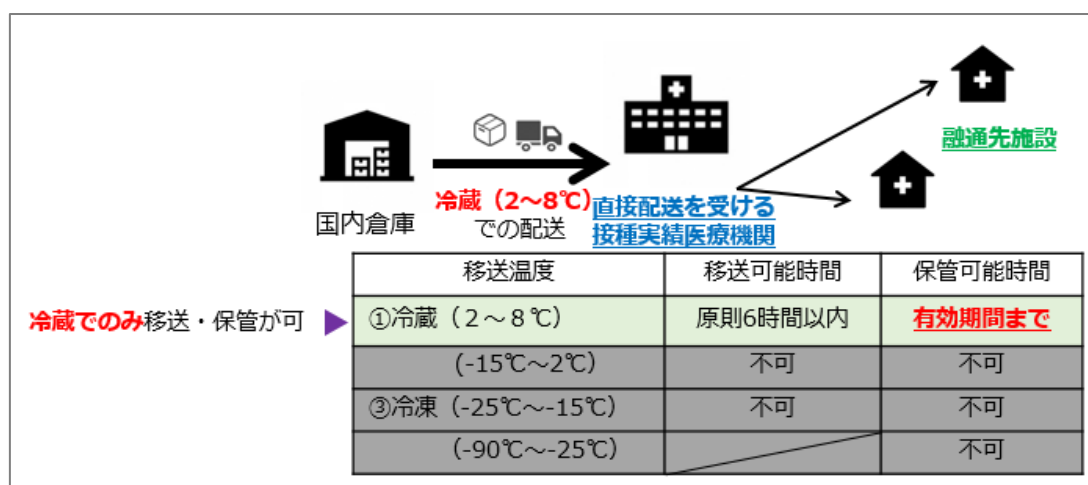 融通先施設
冷蔵（2～8℃）
での配送
国内倉庫
直接配送を受ける
接種実績医療機関
移送温度 移送可能時間 保管可能時間
冷蔵でのみ移送・保管が可
①冷蔵（２～８℃） 原則6時間以内 有効期間まで
(-15℃～2℃) 不可 不可
③冷凍（-25℃～-15℃） 不可 不可
(-90℃～-25℃) 不可